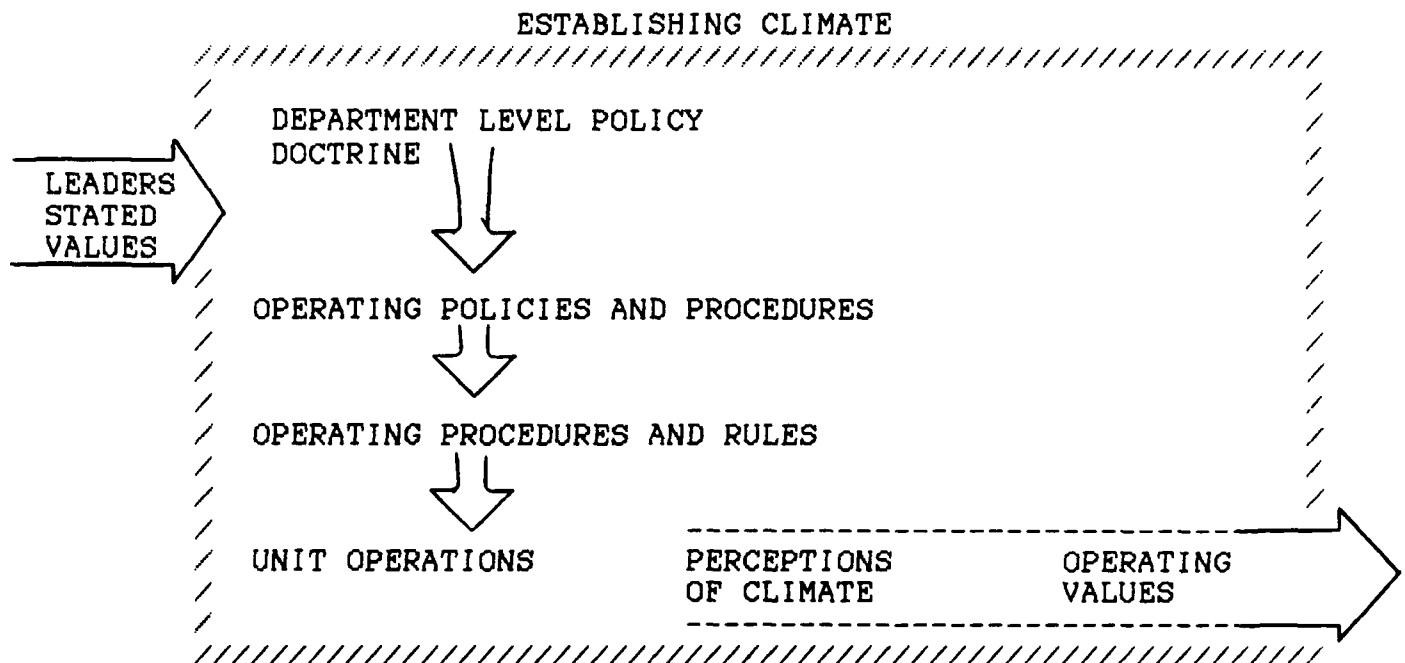 ESTABLISHING CLIMATE
DEPARTMENT LEVEL POLICY
DOCTRINE
LEADERS
STATED
VALUES
OPERATING POLICIES AND PROCEDURES
OPERATING PROCEDURES AND RULES
UNIT OPERATIONS
PERCEPTIONS
OF CLIMATE
OPERATING
VALUES